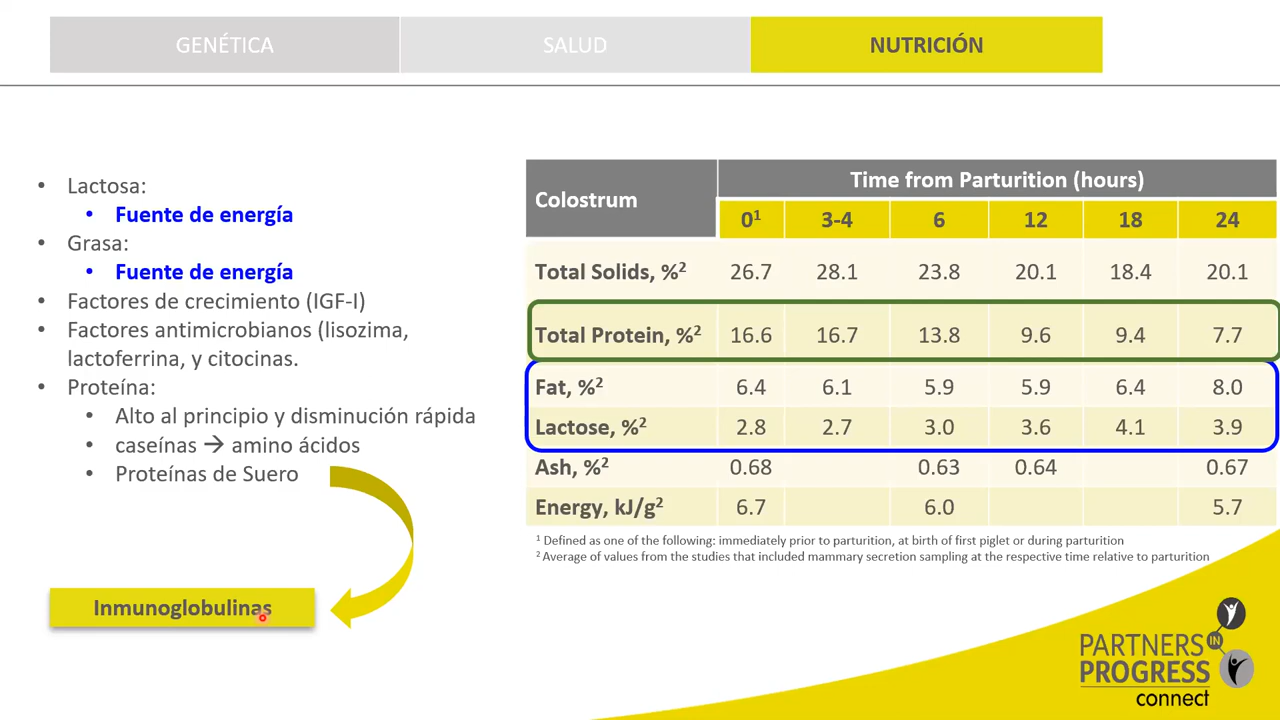 GENÉTICA SALUD NUTRICIÓN
• Lactosa:
• Fuente de energía
• Grasa:
• Fuente de energía
• Factores de crecimiento (IGF-I)
• Factores antimicrobianos (lisozima,
lactoferrina, y citocinas.
• Proteína:
• Alto al principio y disminución rápida
• caseínas → amino ácidos
• Proteínas de Suero
Inmunoglobulinas
Colostrum Time from Parturition (hours)
0¹ 3-4 6 12 18 24
Total Solids, %² 26.7 28.1 23.8 20.1 18.4 20.1
Total Protein, %² 16.6 16.7 13.8 9.6 9.4 7.7
Fat, %² 6.4 6.1 5.9 5.9 6.4 8.0
Lactose, %² 2.8 2.7 3.0 3.6 4.1 3.9
Ash, %² 0.68 0.63 0.64 0.67
Energy, kJ/g² 6.7 6.0 5.7
¹ Defined as one of the following: immediately prior to parturition, at birth of first piglet or during parturition
² Average of values from the studies that included mammary secretion sampling at the respective time relative to parturition
PARTNERS IN
PROGRESS
connect